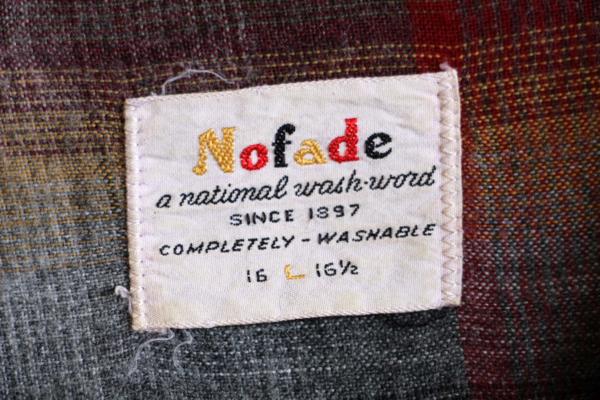 Nofade
a national wash-word
SINCE 1897
COMPLETELY - WASHABLE
16 L 16½